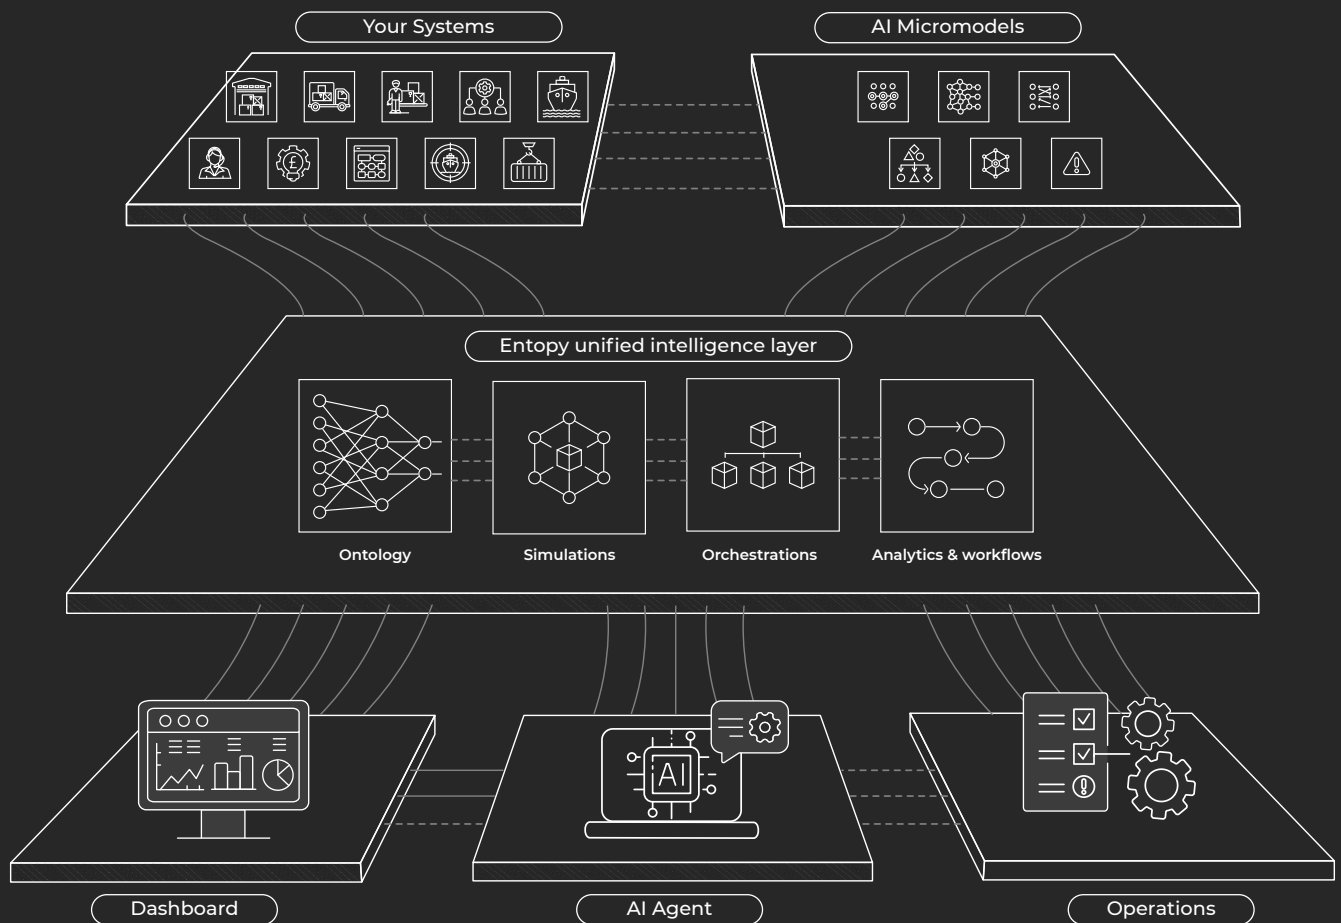 Your Systems
AI Micromodels
£
Entopy unified intelligence layer
Ontology
Simulations
Orchestrations
Analytics & workflows
AI
Dashboard
AI Agent
Operations